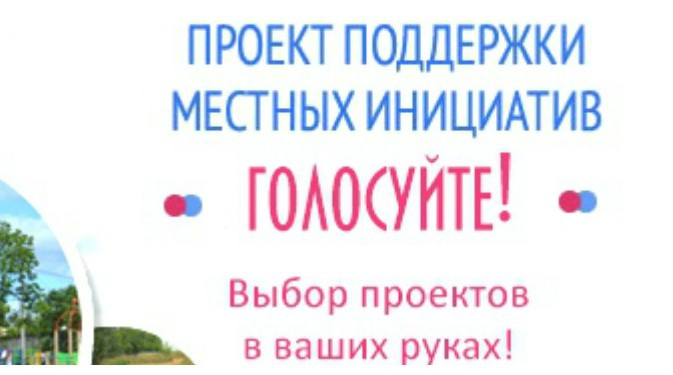 ПРОЕКТ ПОДДЕРЖКИ
МЕСТНЫХ ИНИЦИАТИВ
ГОЛОСУЙТЕ!
Выбор проектов
в ваших руках!